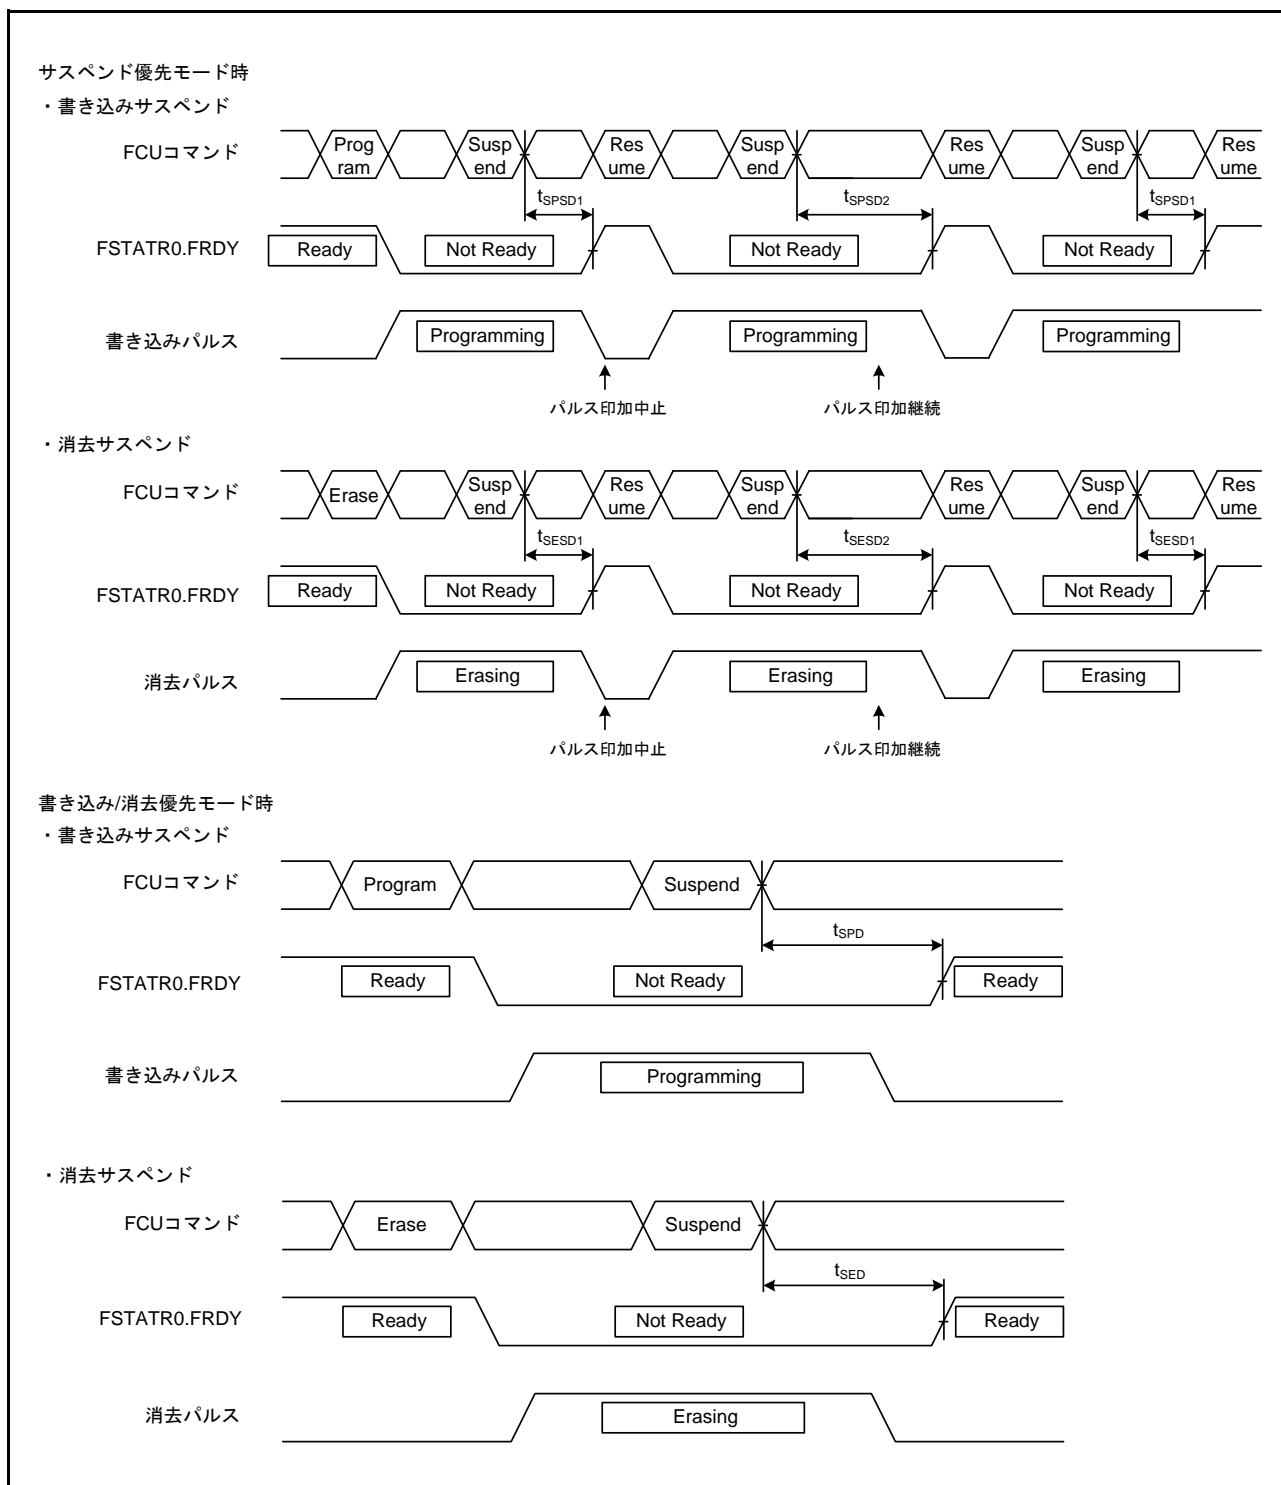 サスペンド優先モード時
・書き込みサスペンド
FCUコマンド
Prog
ram
Susp
end
Res
ume
Susp
end
Res
ume
Susp
end
Res
ume
tSPSD1
tSPSD2
tSPSD1
FSTATR0.FRDY
Ready
Not Ready
Not Ready
Not Ready
書き込みパルス
Programming
Programming
Programming
パルス印加中止
パルス印加継続
・消去サスペンド
FCUコマンド
Erase
Susp
end
Res
ume
Susp
end
Res
ume
Susp
end
Res
ume
tSESD1
tSESD2
tSESD1
FSTATR0.FRDY
Ready
Not Ready
Not Ready
Not Ready
消去パルス
Erasing
Erasing
Erasing
パルス印加中止
パルス印加継続
書き込み/消去優先モード時
・書き込みサスペンド
FCUコマンド
Program
Suspend
tSPD
FSTATR0.FRDY
Ready
Not Ready
Ready
書き込みパルス
Programming
・消去サスペンド
FCUコマンド
Erase
Suspend
tSED
FSTATR0.FRDY
Ready
Not Ready
Ready
消去パルス
Erasing